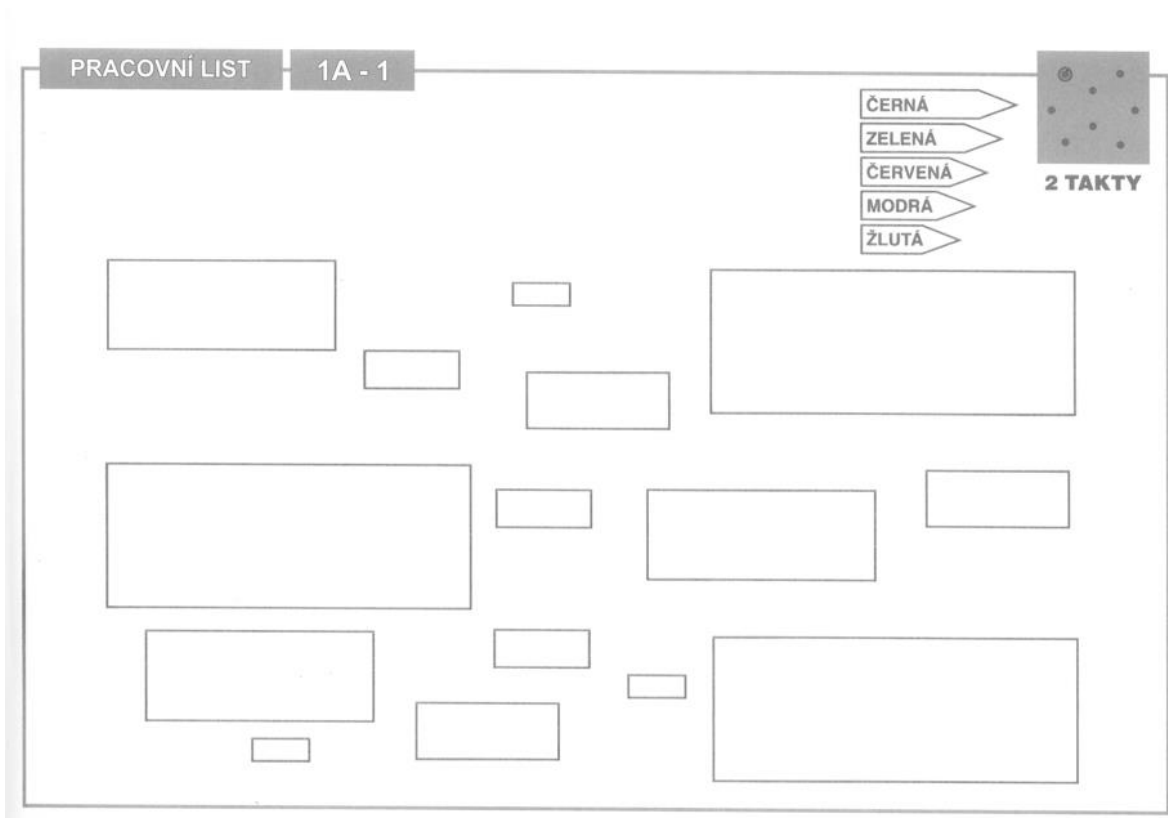 PRACOVNÍ LIST 1A - 1
ČERNÁ
ZELENÁ
ČERVENÁ
MODRÁ
ŽLUTÁ
2 TAKTY